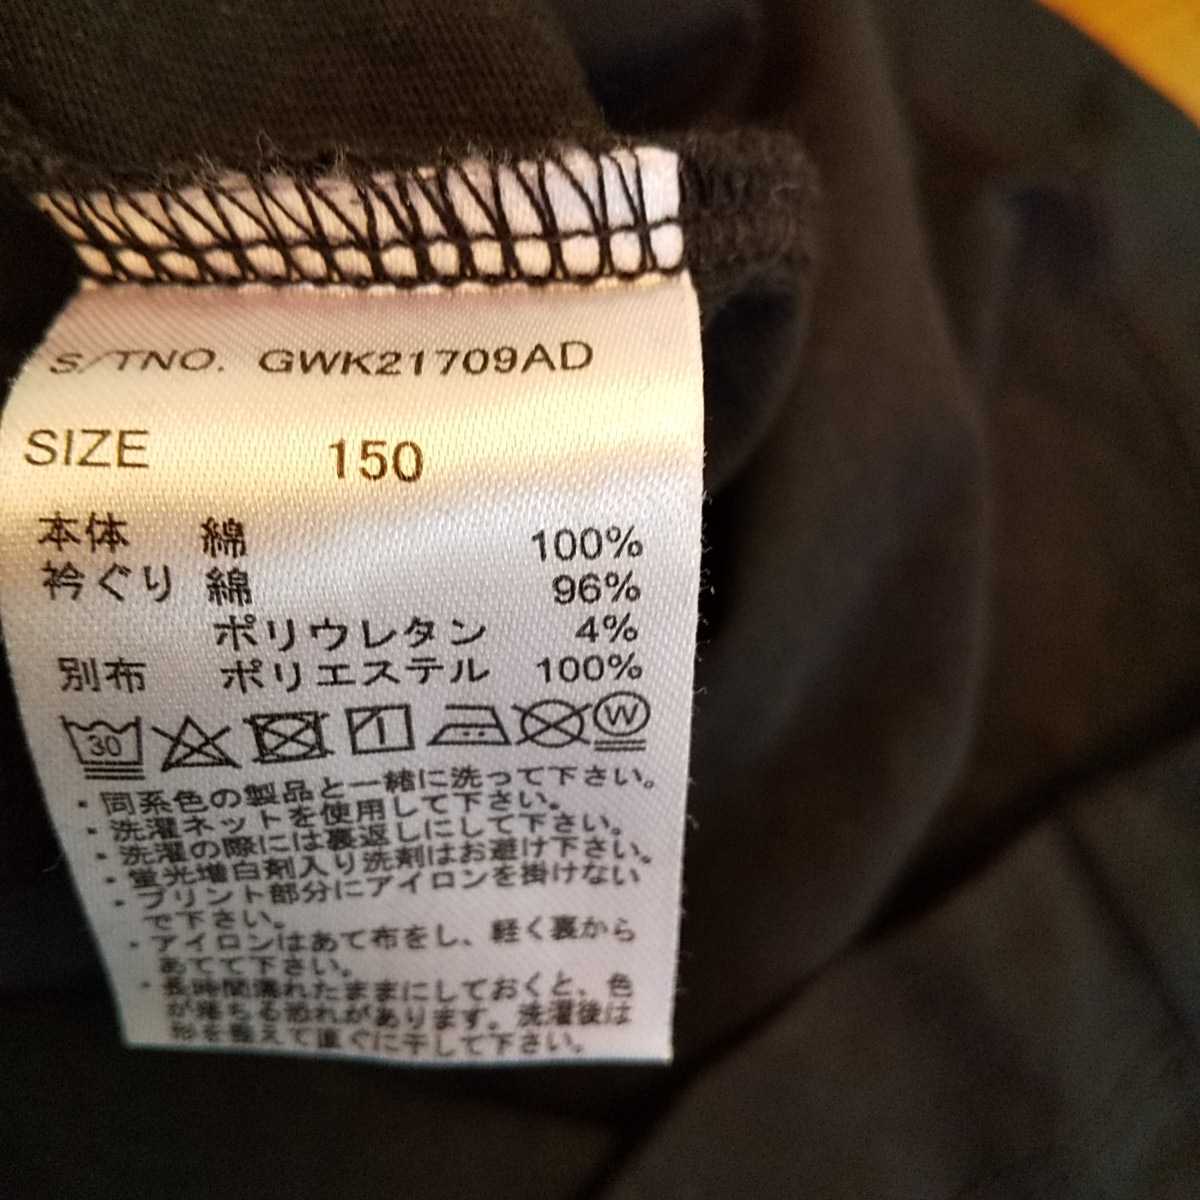 S/TNO. GWK21709AD
SIZE 150
本体 綿 100%
衿ぐり 綿 96%
ポリウレタン 4%
別布 ポリエステル 100%
30 W
・同系色の製品と一緒に洗って下さい。
・洗濯ネットを使用して下さい。
・洗濯の際には裏返しにして下さい。
・蛍光増白剤入り洗剤はお避け下さい。
・プリント部分にアイロンを掛けない
で下さい。
・アイロンはあて布をし、軽く裏から
あてて下さい。
・長時間濡れたままにしておくと、色
が落ちる恐れがあります。洗濯後は
形を整えて直ぐに干して下さい。